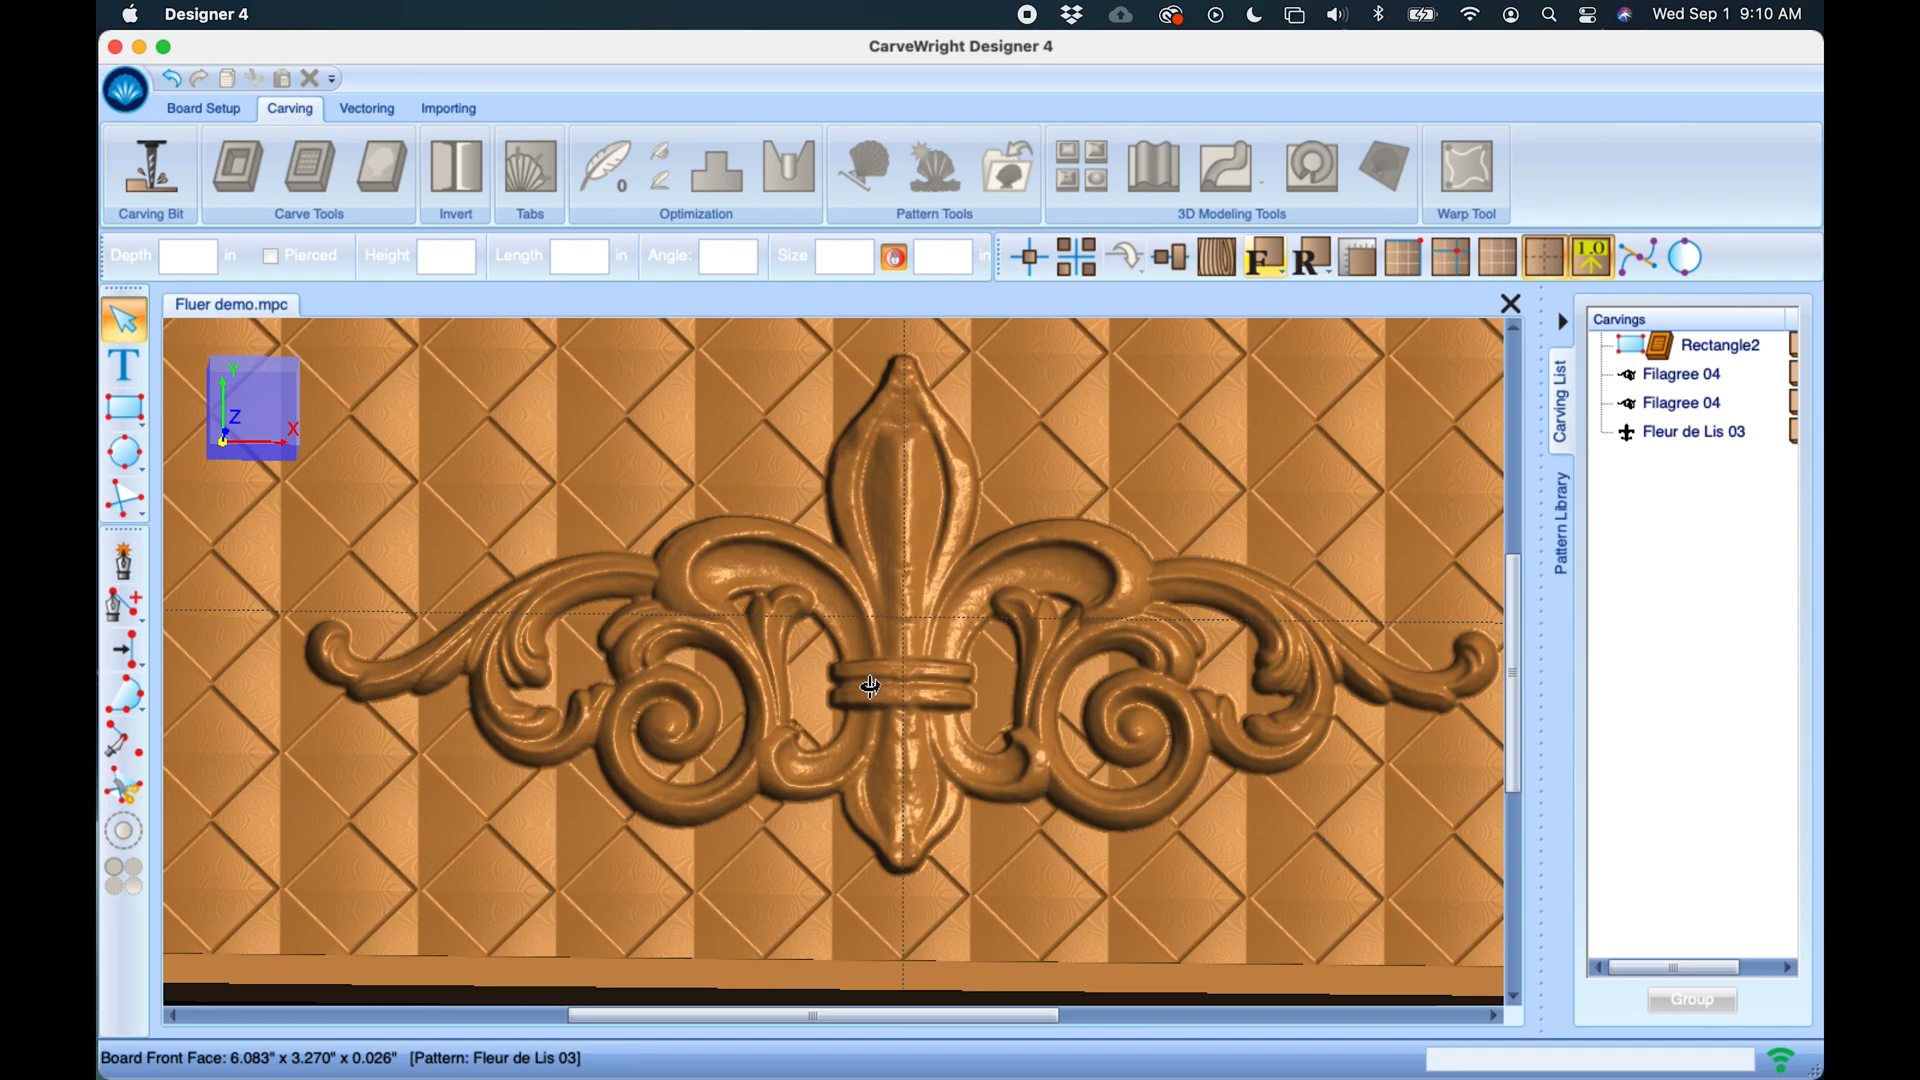 Designer 4
Wed Sep 1 9:10 AM
CarveWright Designer 4
Board Setup
Carving
Vectoring
Importing
Carving Bit
Carve Tools
Invert
Tabs
0
Optimization
Pattern Tools
3D Modeling Tools
Warp Tool
Depth in
Pierced
Height
Length in
Angle:
Size in
F
R
1.0
Fluer demo.mpc
T
Y
Z
X
Carvings
Rectangle2
Filagree 04
Filagree 04
Fleur de Lis 03
Carving List
Pattern Library
Group
Board Front Face: 6.083" x 3.270" x 0.026" [Pattern: Fleur de Lis 03]